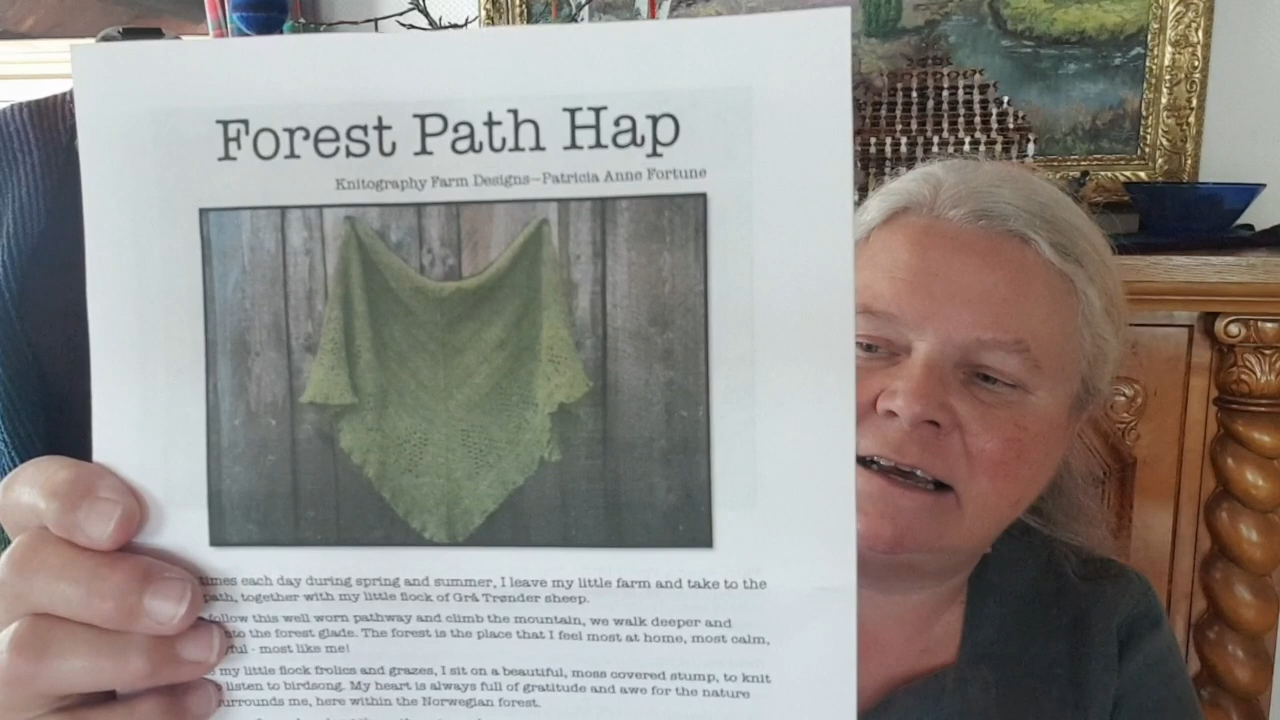 Forest Path Hap
Knitography Farm Designs—Patricia Anne Fortune
times each day during spring and summer, I leave my little farm and take to the
path, together with my little flock of Grå Trønder sheep.
follow this well worn pathway and climb the mountain, we walk deeper and
the forest glade. The forest is the place that I feel most at home, most calm,
- most like me!
my little flock frolics and grazes, I sit on a beautiful, moss covered stump, to knit
listen to birdsong. My heart is always full of gratitude and awe for the nature
me, here within the Norwegian forest.